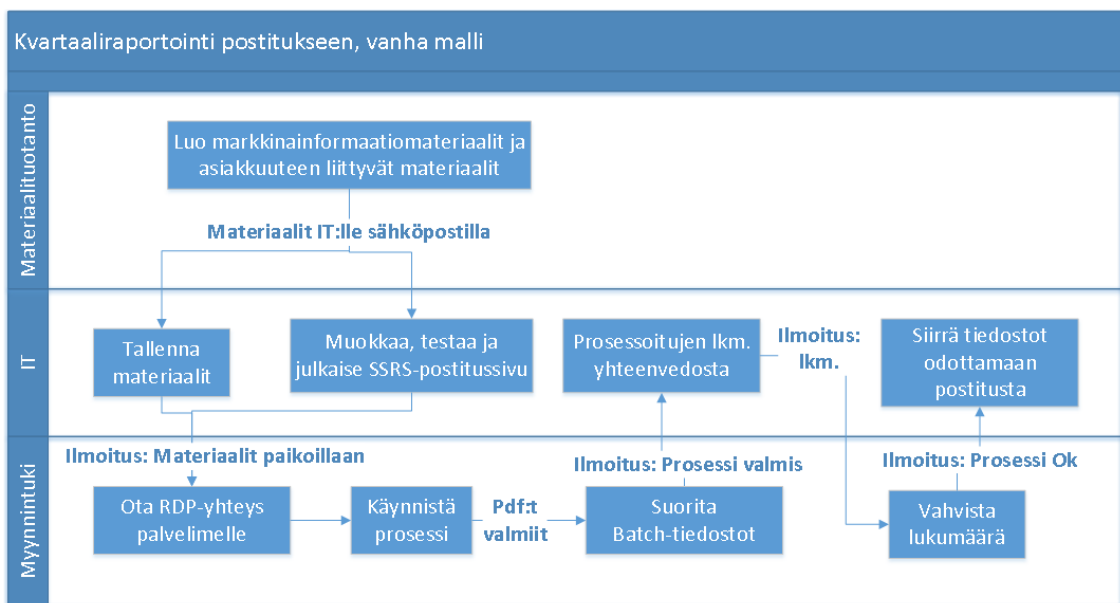 Kvartaaliraportointi postitukseen, vanha malli
Materiaalituotanto
Luo markkinainformaatiomateriaalit ja
asiakkuuteen liittyvät materiaalit
Materiaalit IT:lle sähköpostilla
IT
Tallenna
materiaalit
Muokkaa, testaa ja
julkaise SSRS-postitussivu
Prosessoitujen lkm.
yhteenvedosta
Ilmoitus:
lkm.
Siirrä tiedostot
odottamaan
postitusta
Myynnintuki
Ilmoitus: Materiaalit paikoillaan
Ilmoitus: Prosessi valmis
Ilmoitus: Prosessi Ok
Ota RDP-yhteys
palvelimelle
Käynnistä
prosessi
Pdf:t
valmiit
Suorita
Batch-tiedostot
Vahvista
lukumäärä